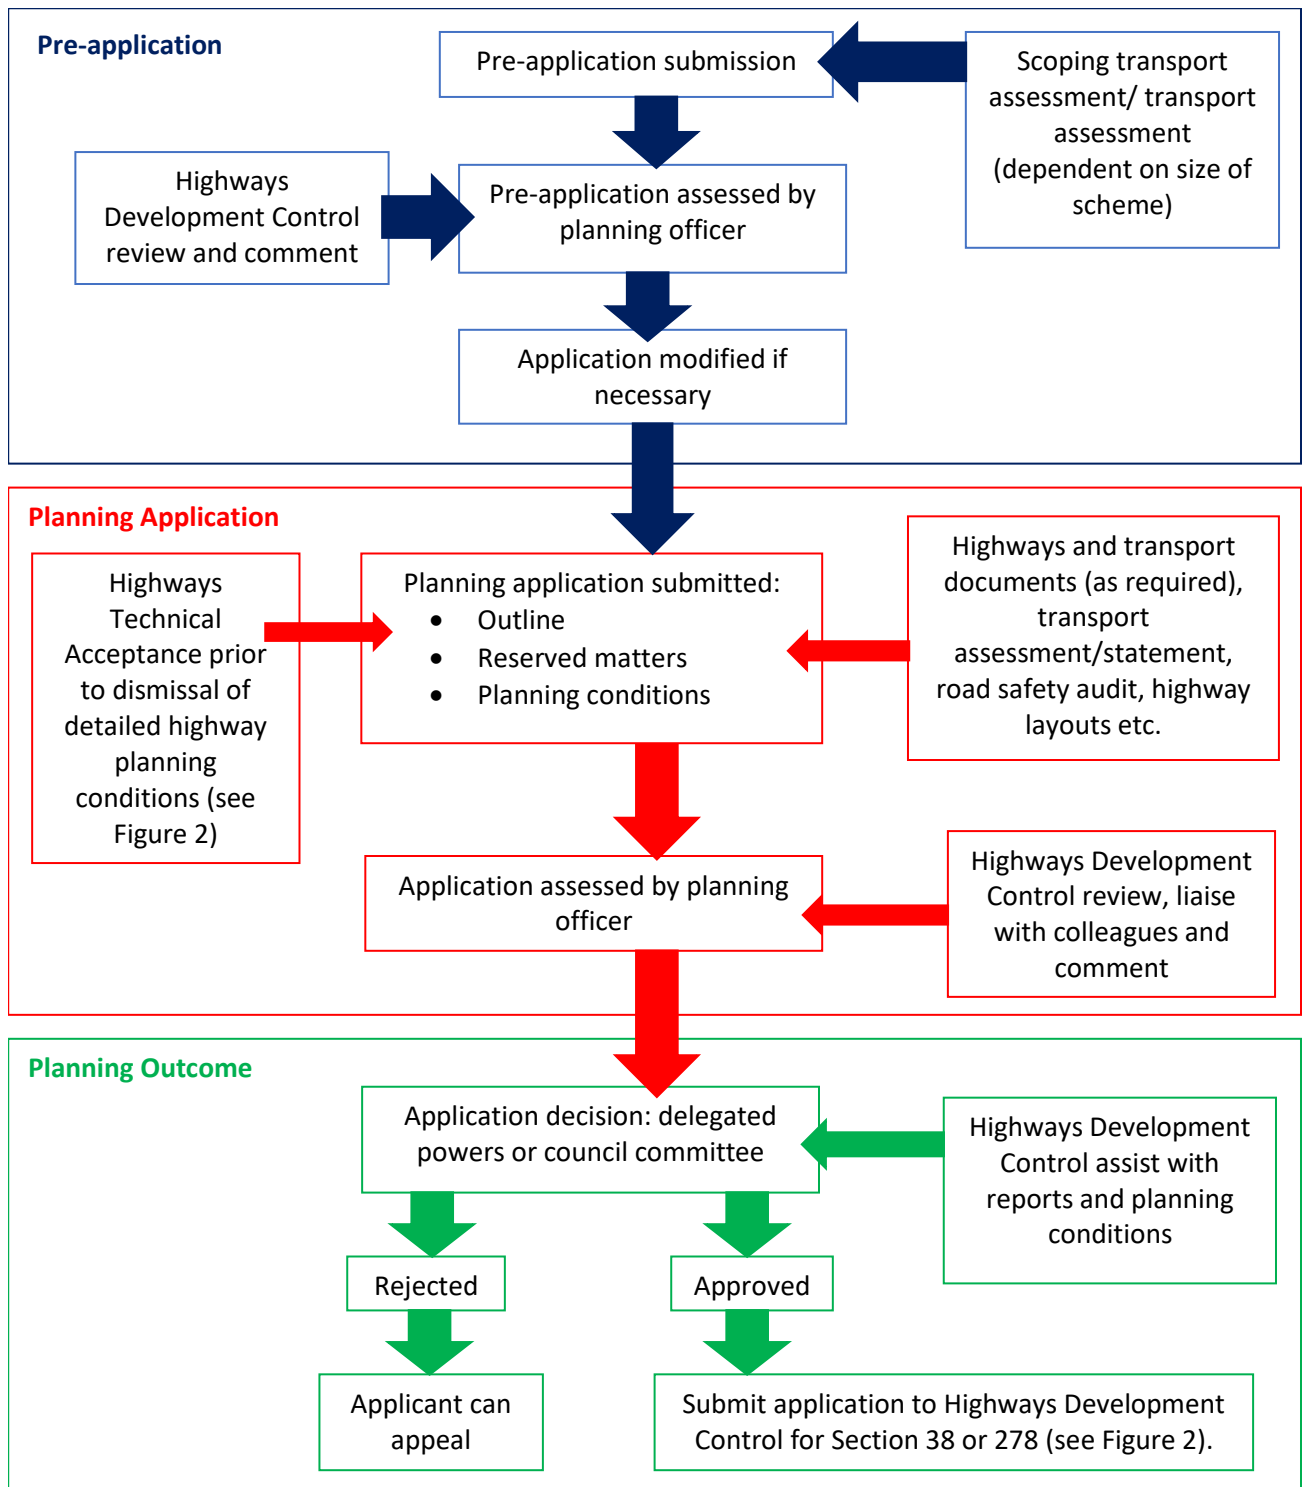 Pre-application
Pre-application submission
Scoping transport
assessment/ transport
assessment
(dependent on size of
scheme)
Highways
Development Control
review and comment
Pre-application assessed by
planning officer
Application modified if
necessary
Planning Application
Highways
Technical
Acceptance prior
to dismissal of
detailed highway
planning
conditions (see
Figure 2)
Planning application submitted:
• Outline
• Reserved matters
• Planning conditions
Highways and transport
documents (as required),
transport
assessment/statement,
road safety audit, highway
layouts etc.
Application assessed by planning
officer
Highways Development
Control review, liaise
with colleagues and
comment
Planning Outcome
Application decision: delegated
powers or council committee
Highways Development
Control assist with
reports and planning
conditions
Rejected
Approved
Applicant can
appeal
Submit application to Highways Development
Control for Section 38 or 278 (see Figure 2).